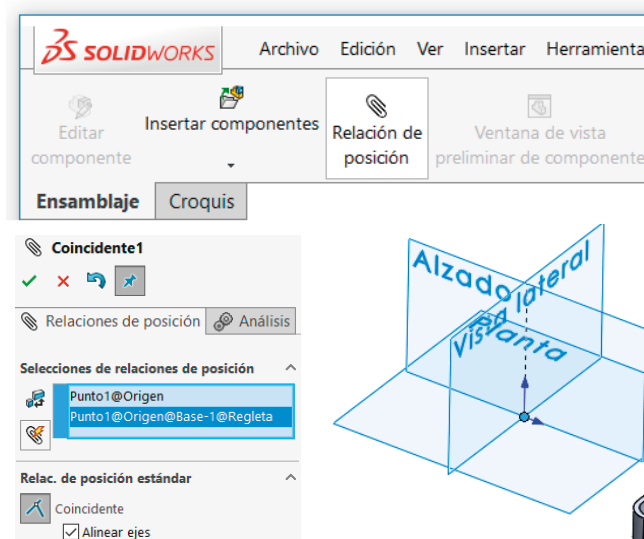 SOLIDWORKS
Archivo Edición Ver Insertar Herramienta
Editar componente
Insertar componentes
Relación de posición
Ventana de vista preliminar de componente
Ensamblaje Croquis
Coincidente1
Relaciones de posición Análisis
Selecciones de relaciones de posición
Punto1@Origen
Punto1@Origen@Base-1@Regleta
Relac. de posición estándar
Coincidente
Alinear ejes
Alzado
lateral
Vis
Planta